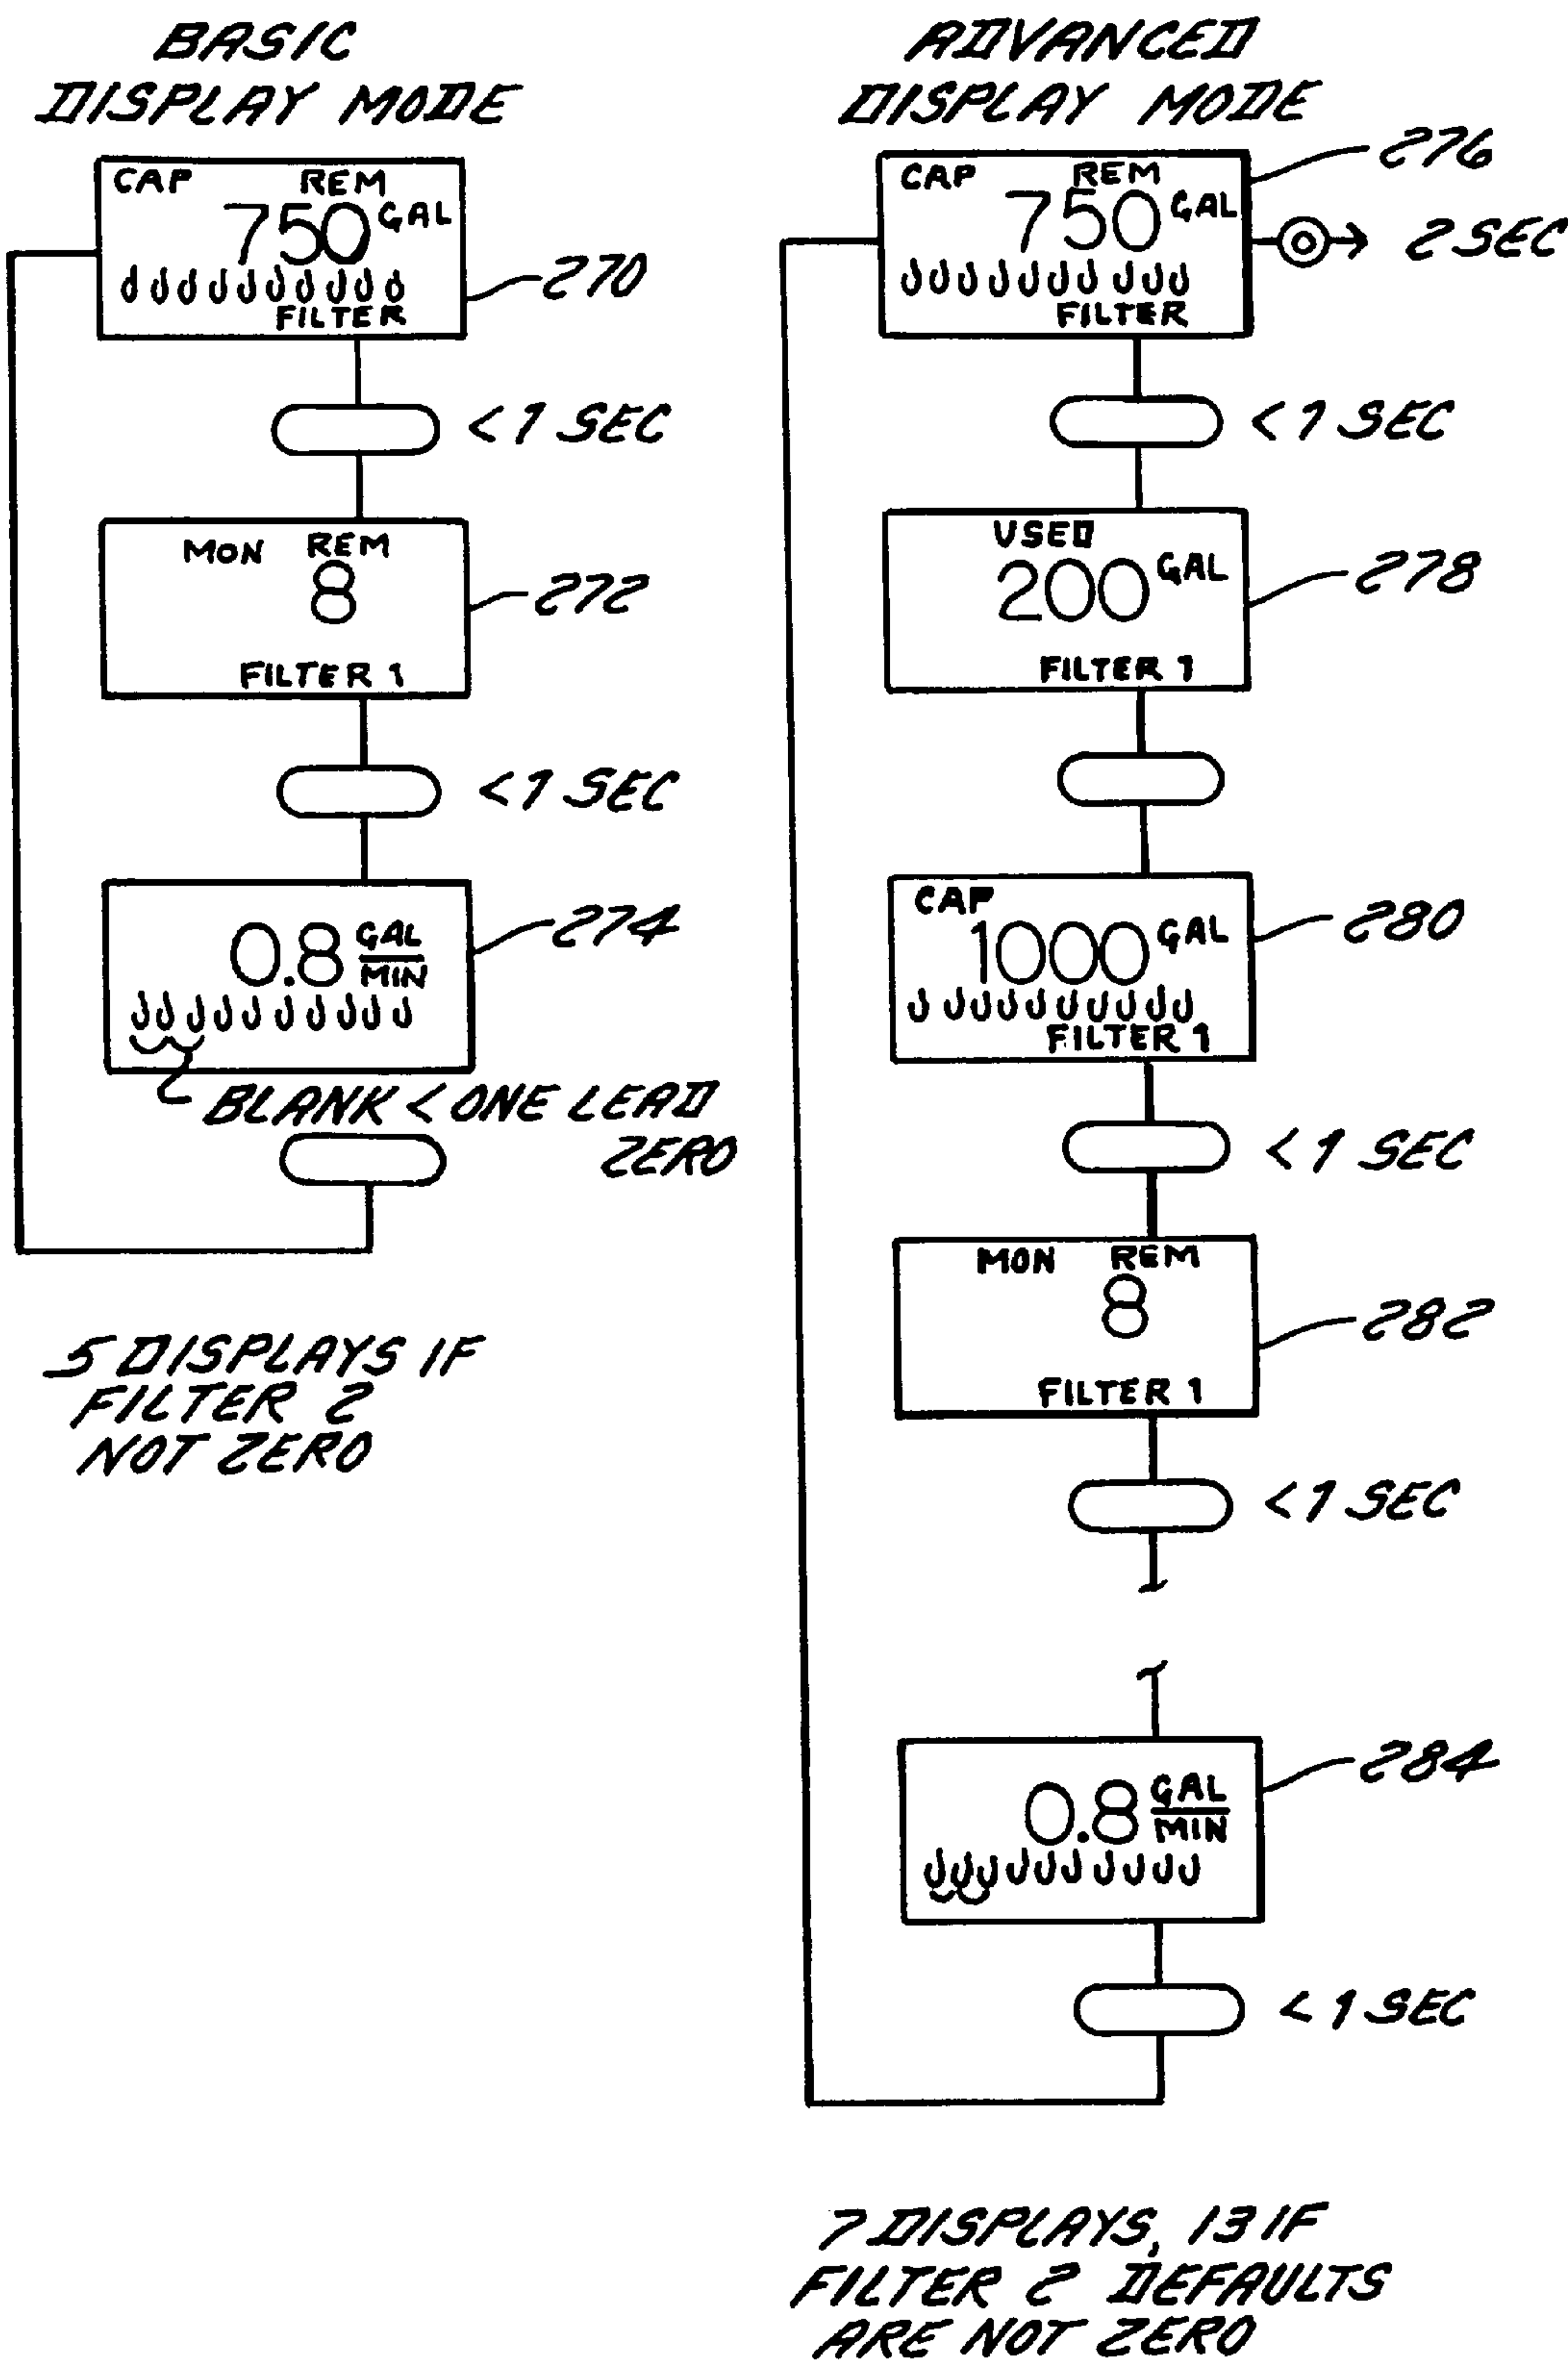 BASIC
DISPLAY MODE
CAP REM
750 GAL
FILTER
270
< 1 SEC
MON REM
8
FILTER 1
272
< 1 SEC
0.8 GAL
MIN
274
BLANK < ONE LEAD
ZERO
5 DISPLAYS IF
FILTER 2
NOT ZERO
ADVANCED
DISPLAY MODE
276
CAP REM
750 GAL
2 SEC
FILTER
< 1 SEC
USED
200 GAL
FILTER 1
278
CAP
1000 GAL
FILTER 1
280
< 1 SEC
MON REM
8
FILTER 1
282
< 1 SEC
0.8 GAL
MIN
284
< 1 SEC
7 DISPLAYS, 13 IF
FILTER 2 DEFAULTS
ARE NOT ZERO